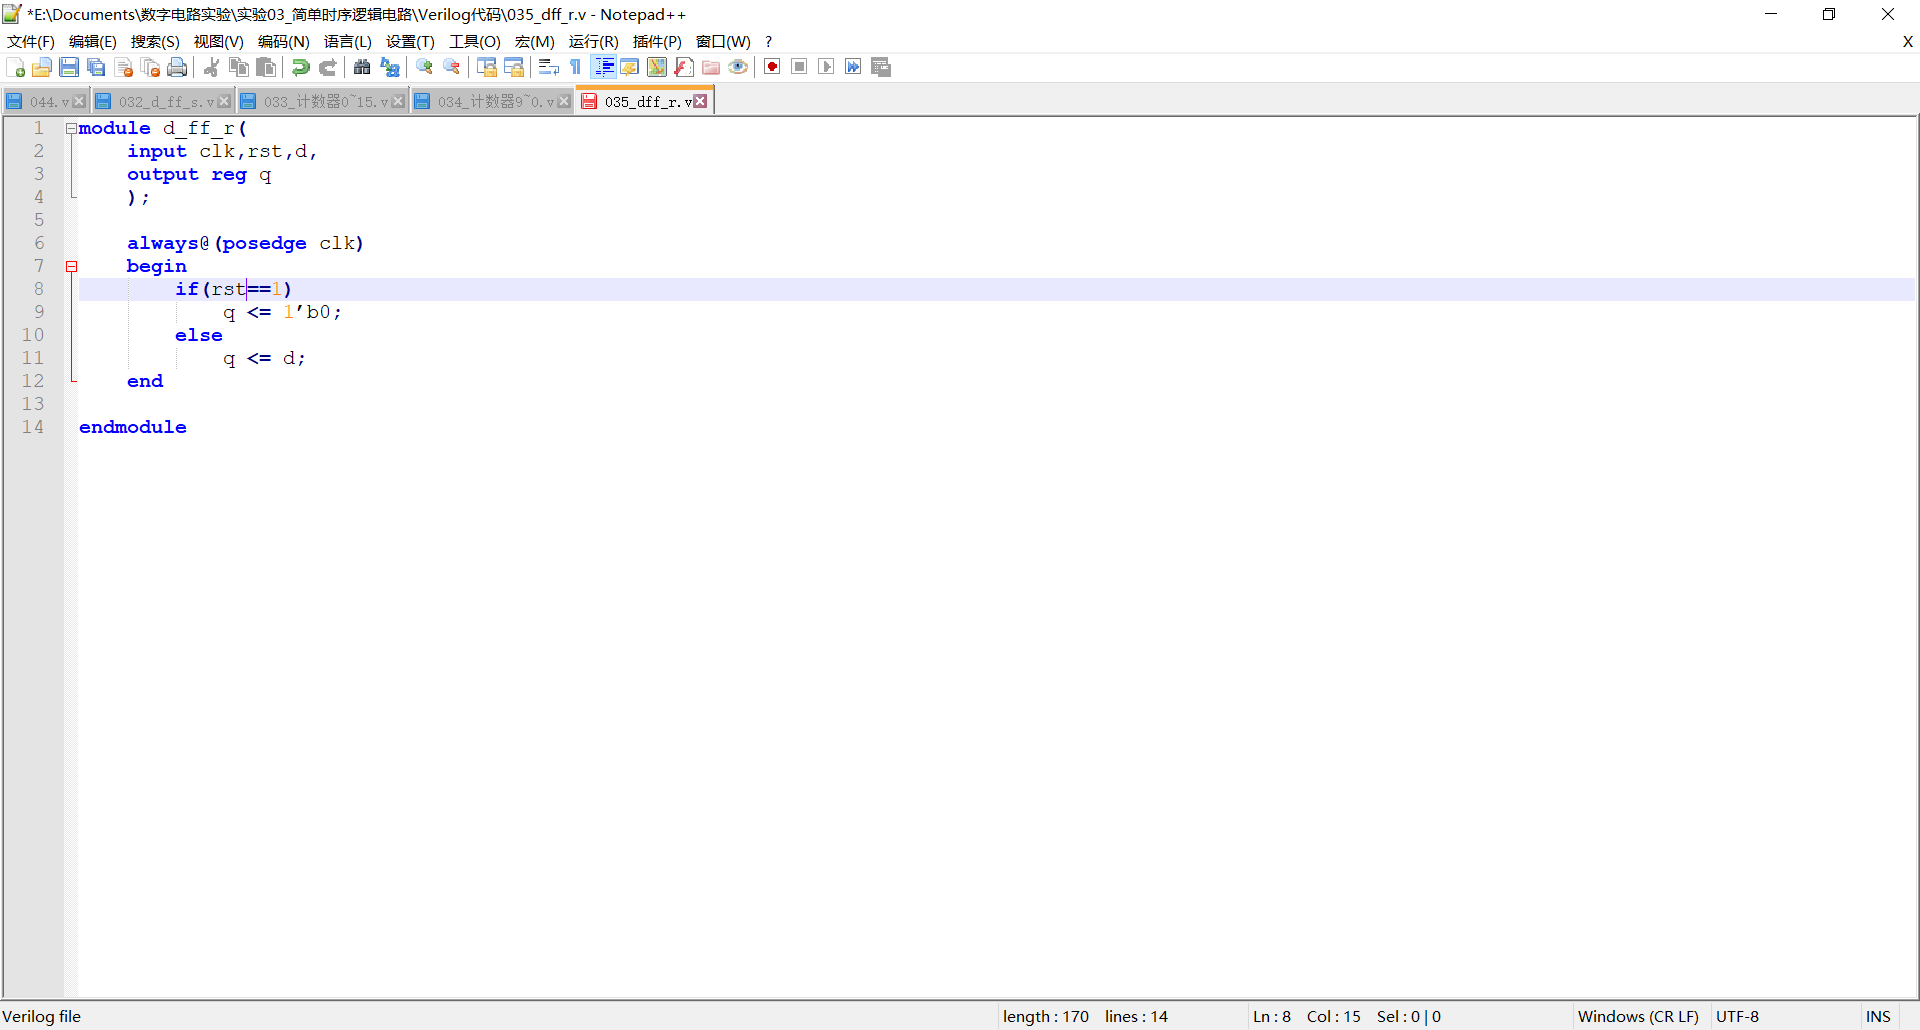 *E:\Documents\数字电路实验\实验03_简单时序逻辑电路\Verilog代码\035_dff_r.v - Notepad++
文件(F) 编辑(E) 搜索(S) 视图(V) 编码(N) 语言(L) 设置(T) 工具(O) 宏(M) 运行(R) 插件(P) 窗口(W) ? X
044.v 032_d_ff_s.v 033_计数器0~15.v 034_计数器9~0.v 035_dff_r.v
1 module d_ff_r(
2 input clk,rst,d,
3 output reg q
4 );
5
6 always@(posedge clk)
7 begin
8 if(rst==1)
9 q <= 1’b0;
10 else
11 q <= d;
12 end
13
14 endmodule
Verilog file length : 170 lines : 14 Ln : 8 Col : 15 Sel : 0 | 0 Windows (CR LF) UTF-8 INS